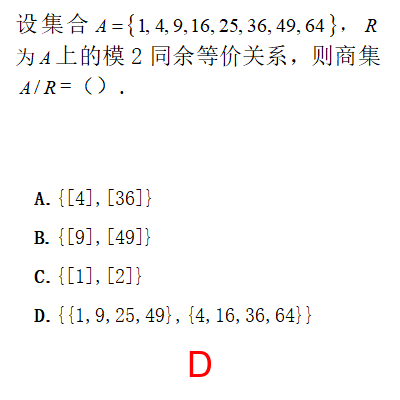 设集合 A={1,4,9,16,25,36,49,64}，R
为A上的模2同余等价关系，则商集
A/R=（）.
A. {[4],[36]}
B. {[9],[49]}
C. {[1],[2]}
D. {{1,9,25,49},{4,16,36,64}}
D